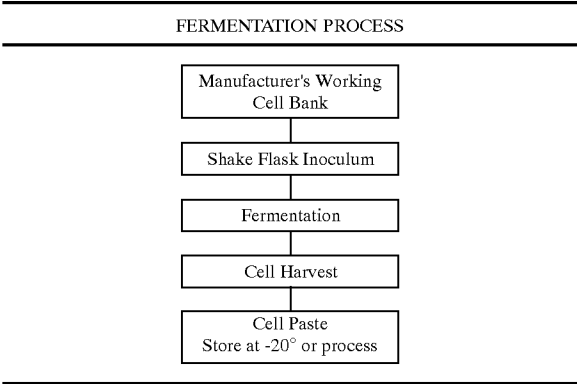 FERMENTATION PROCESS
Manufacturer's Working
Cell Bank
Shake Flask Inoculum
Fermentation
Cell Harvest
Cell Paste
Store at -20° or process